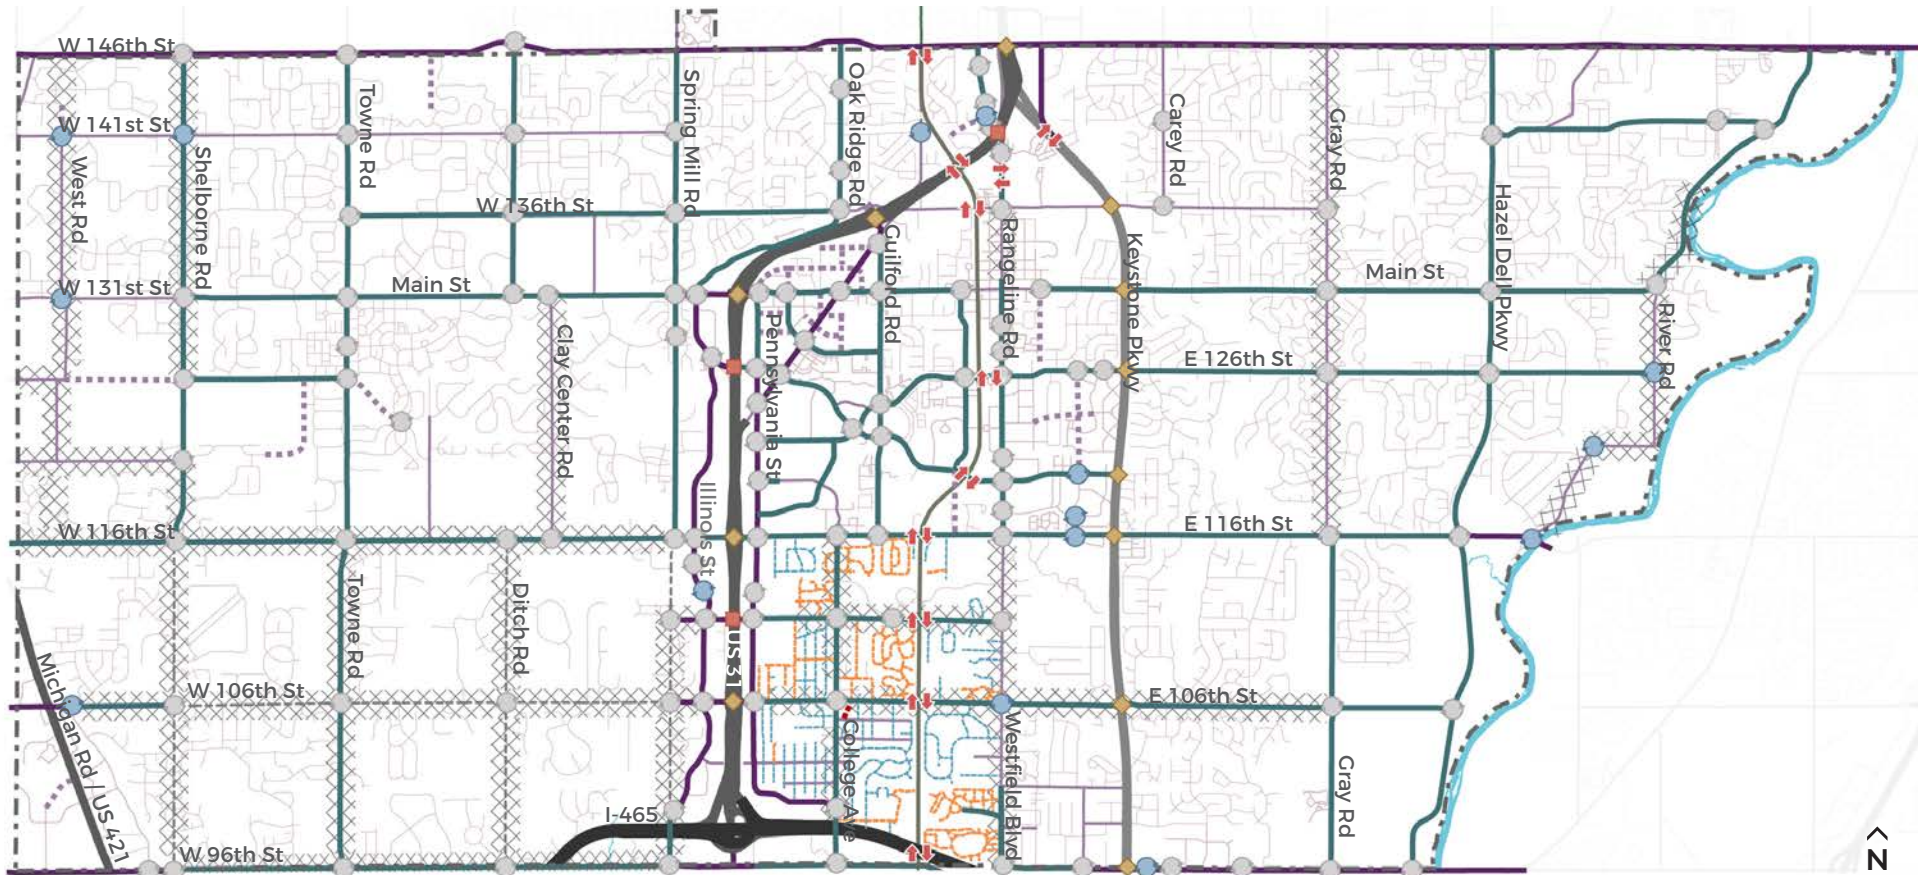 W 146th St
W 141st St
West Rd
Shelborne Rd
Towne Rd
Spring Mill Rd
Oak Ridge Rd
Carey Rd
Gray Rd
W 136th St
Hazel Dell Pkwy
Guilford Rd
Rangeline Rd
Keystone Pkwy
W 131st St
Main St
Main St
River Rd
Clay Center Rd
Pennsylvania St
E 126th St
Illinois St
W 116th St
E 116th St
Towne Rd
Ditch Rd
US 31
Michigan Rd / US 421
W 106th St
E 106th St
College Ave
Westfield Blvd
Gray Rd
I-465
W 96th St
N